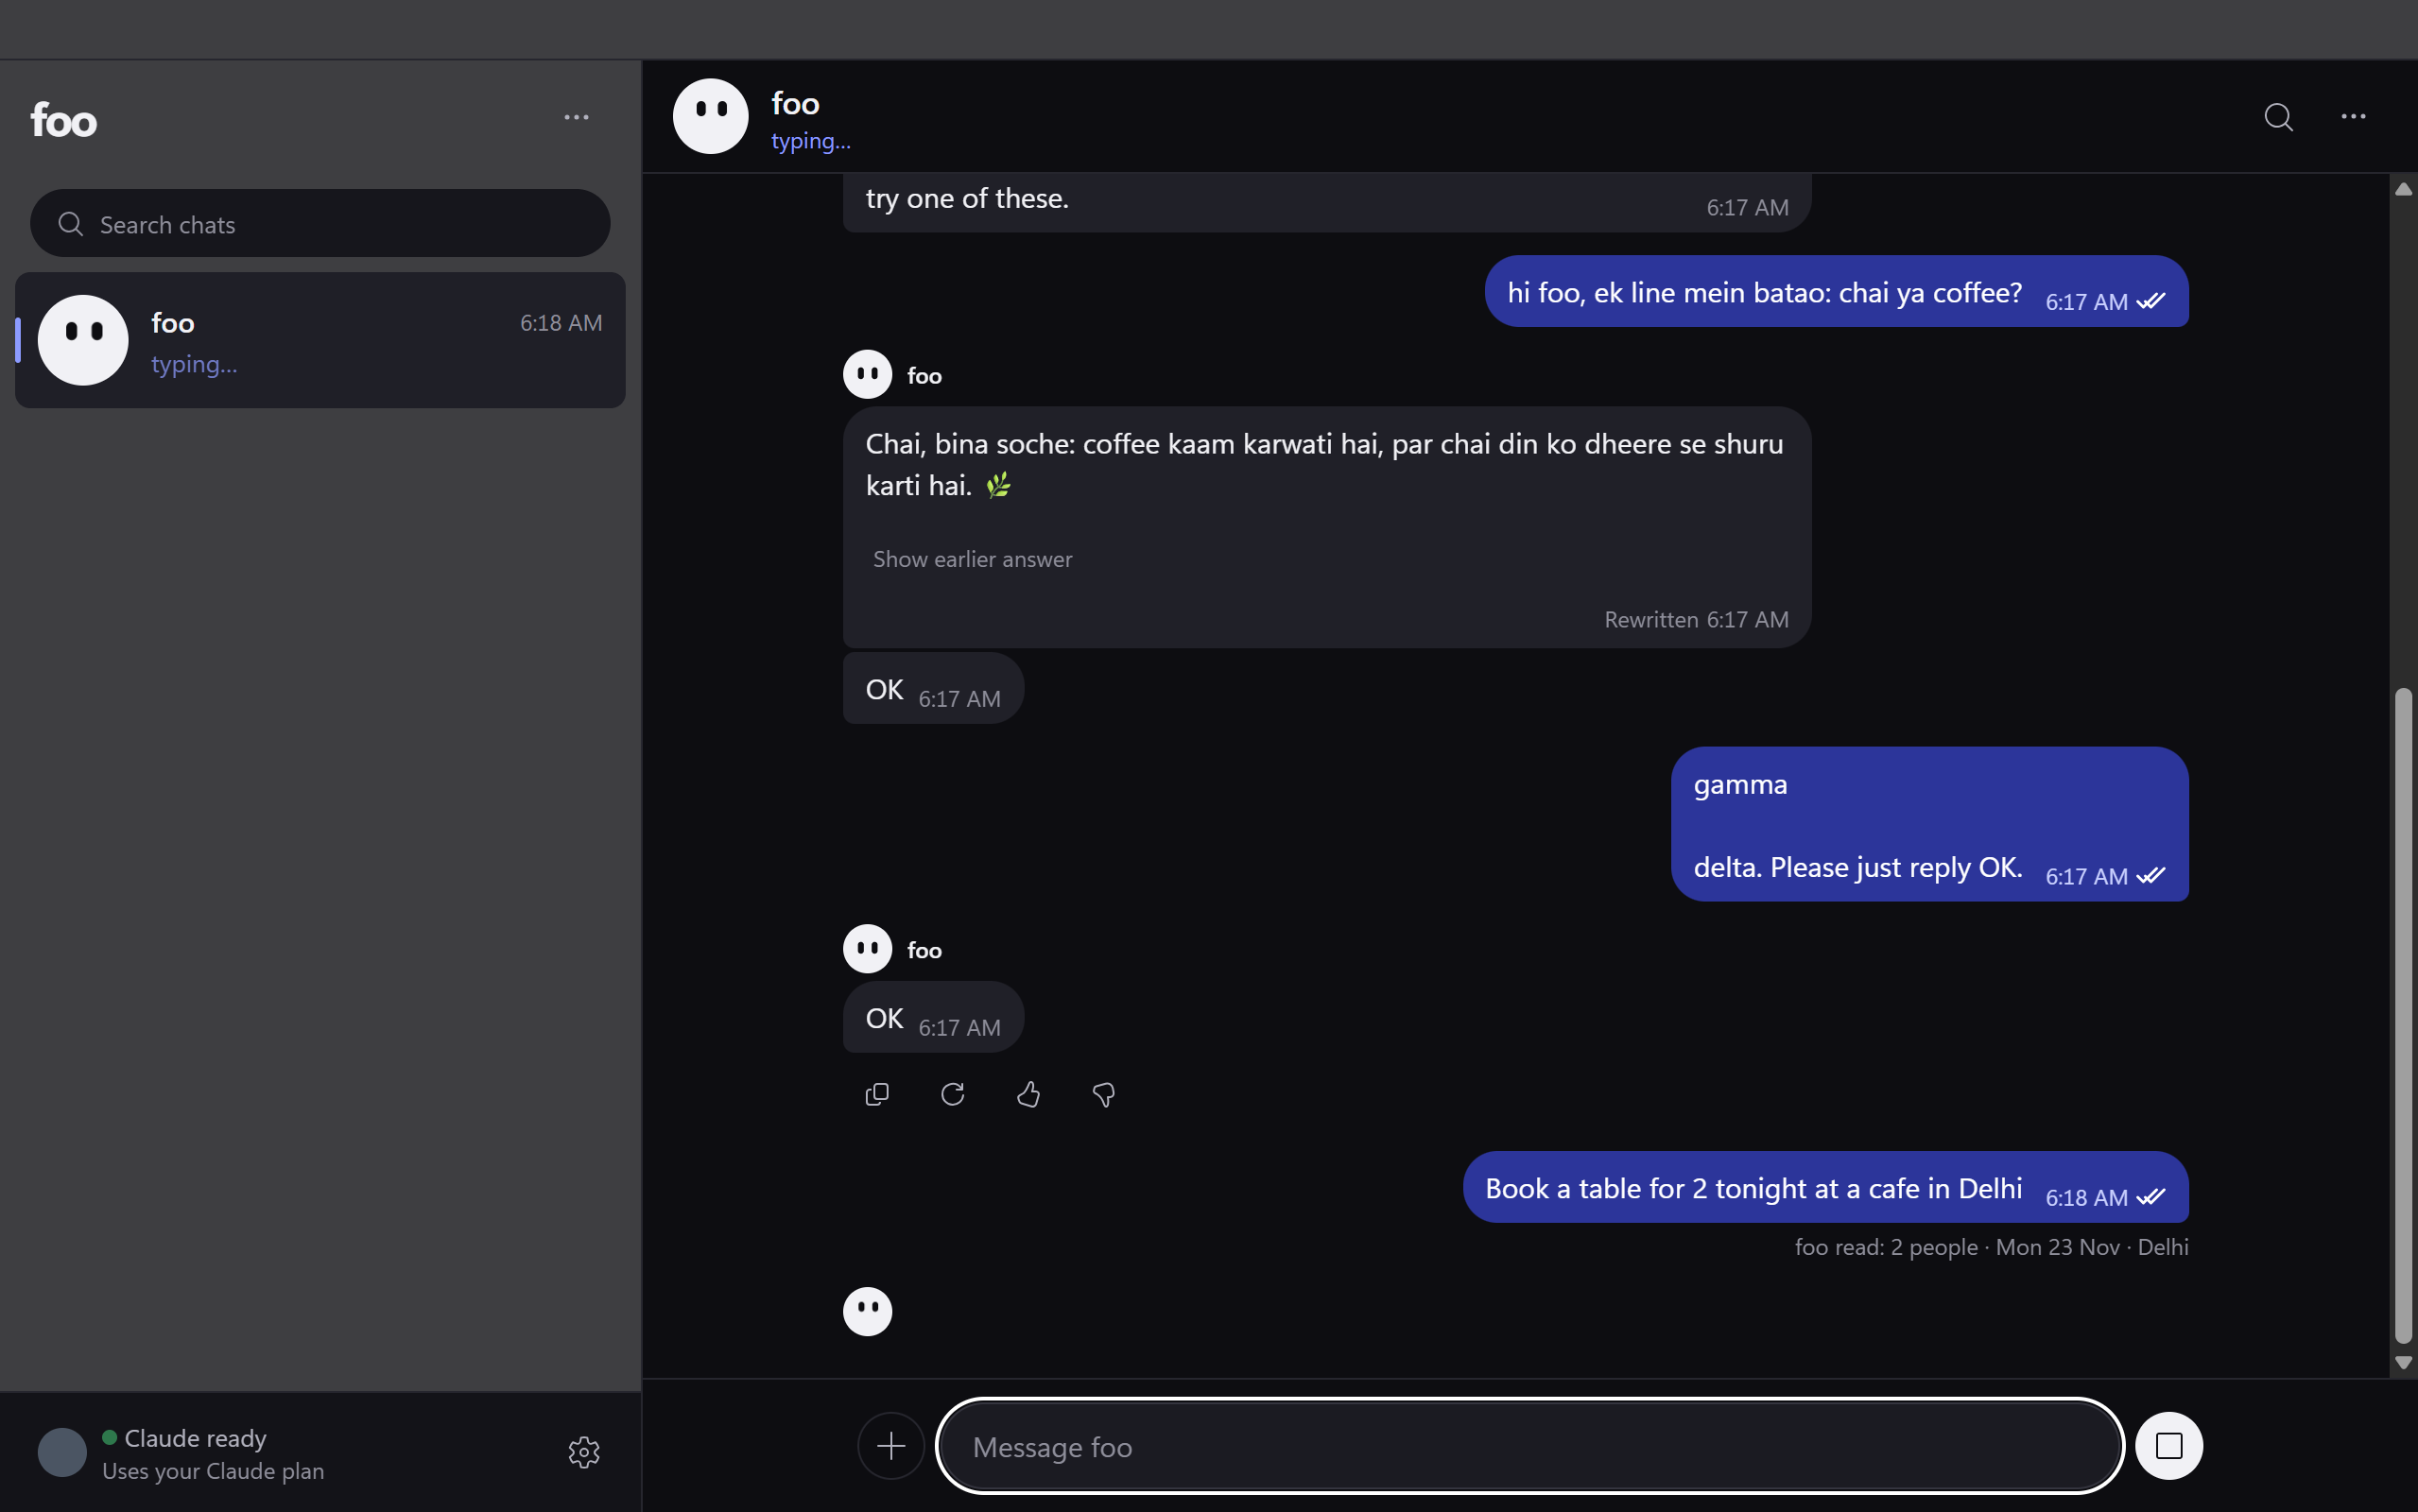 foo
Search chats
foo
6:18 AM
typing...
Claude ready
Uses your Claude plan
foo
typing...
try one of these.
6:17 AM
hi foo, ek line mein batao: chai ya coffee? 6:17 AM
foo
Chai, bina soche: coffee kaam karwati hai, par chai din ko dheere se shuru
karti hai. 🌿
Show earlier answer
Rewritten 6:17 AM
OK 6:17 AM
gamma
delta. Please just reply OK. 6:17 AM
foo
OK 6:17 AM
Book a table for 2 tonight at a cafe in Delhi 6:18 AM
foo read: 2 people · Mon 23 Nov · Delhi
Message foo